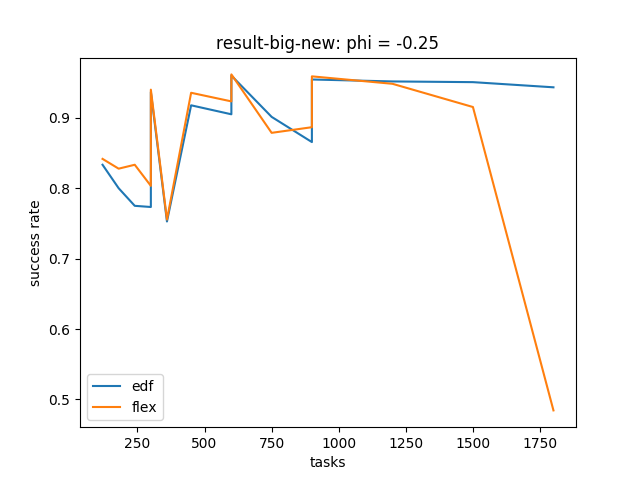 result-big-new: phi = -0.25
success rate
0.9
0.8
0.7
0.6
0.5
edf
flex
250 500 750 1000 1250 1500 1750
tasks